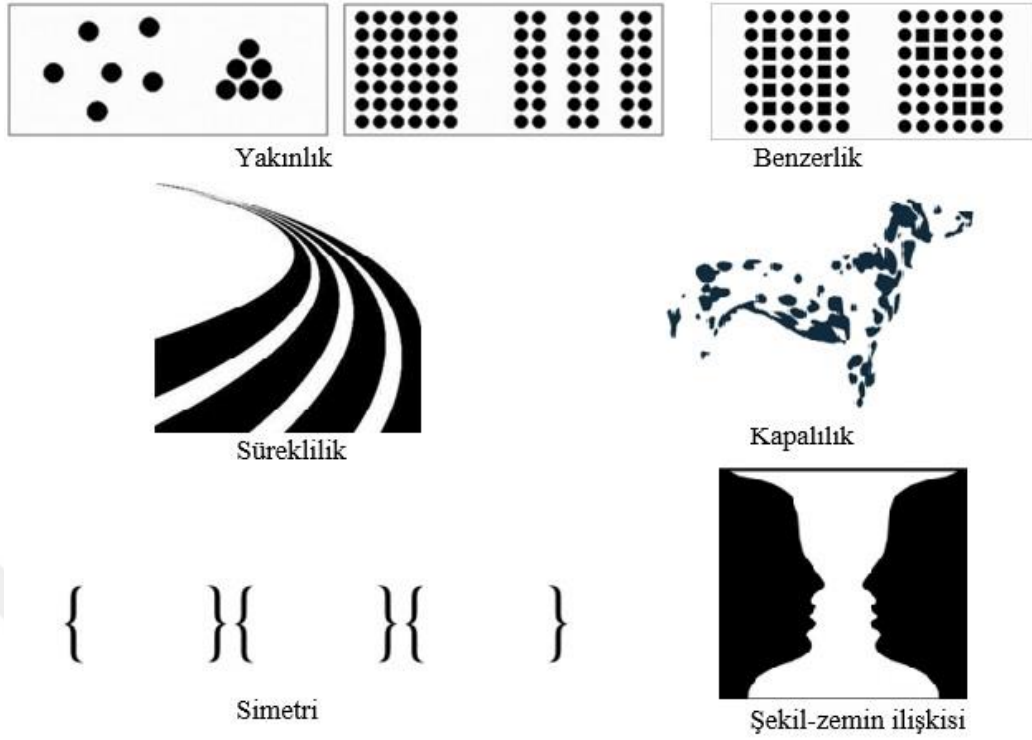 Yakınlık
Benzerlik
Süreklilik
Kapalılık
{ }{ }{ }
Simetri
Şekil-zemin ilişkisi